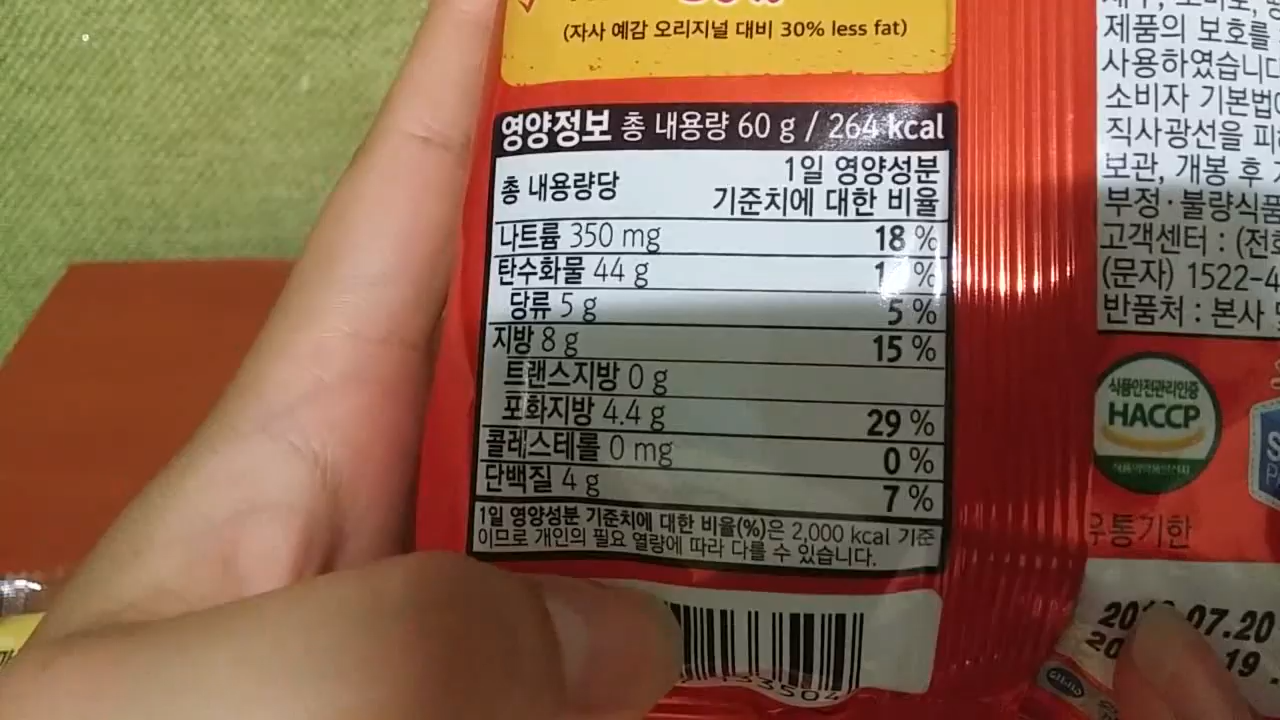 (자사 예감 오리지널 대비 30% less fat)
영양정보 총 내용량 60 g / 264 kcal
총 내용량당 1일 영양성분 기준치에 대한 비율
나트륨 350 mg 18 %
탄수화물 44 g %
당류 5 g 5 %
지방 8 g 15 %
트랜스지방 0 g
포화지방 4.4 g 29 %
콜레스테롤 0 mg 0 %
단백질 4 g 7 %
1일 영양성분 기준치에 대한 비율(%)은 2,000 kcal 기준
이므로 개인의 필요 열량에 따라 다를 수 있습니다.
제품의 보호를
사용하였습니다
소비자 기본법
직사광선을
보관, 개봉 후
부정·불량식품
고객센터 : (전화
(문자) 1522-4
반품처 : 본사
식품안전관리인증
HACCP
유통기한
07.20
19